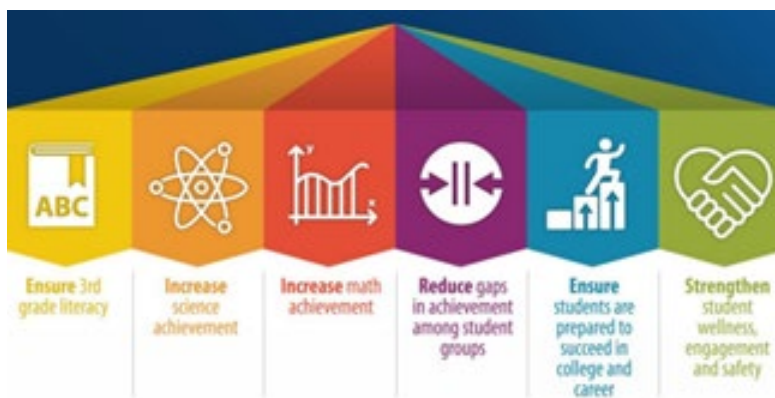 ABC
y
x
Ensure 3rd
grade literacy
Increase
science
achievement
Increase math
achievement
Reduce gaps
in achievement
among student
groups
Ensure
students are
prepared to
succeed in
college and
career
Strengthen
student
wellness,
engagement
and safety